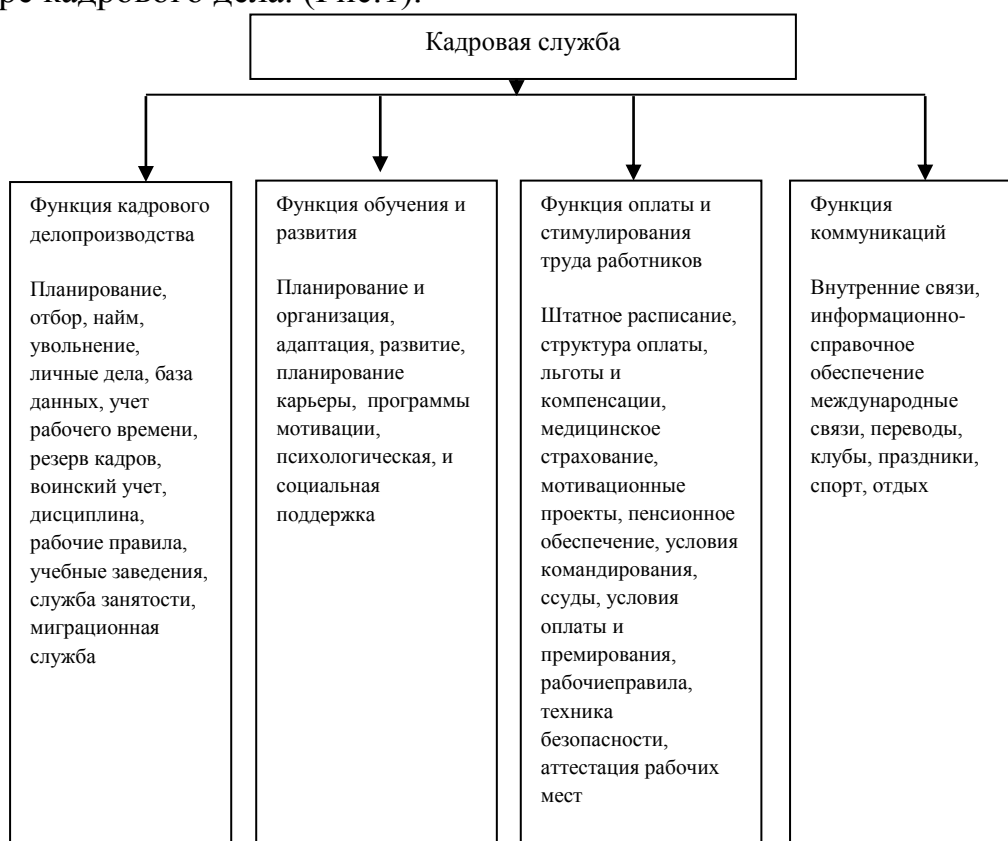 ре кадрового дела. (Рис.1).
Кадровая служба
Функция кадрового
делопроизводства
Планирование,
отбор, найм,
увольнение,
личные дела, база
данных, учет
рабочего времени,
резерв кадров,
воинский учет,
дисциплина,
рабочие правила,
учебные заведения,
служба занятости,
миграционная
служба
Функция обучения и
развития
Планирование и
организация,
адаптация, развитие,
планирование
карьеры, программы
мотивации,
психологическая, и
социальная
поддержка
Функция оплаты и
стимулирования
труда работников
Штатное расписание,
структура оплаты,
льготы и
компенсации,
медицинское
страхование,
мотивационные
проекты, пенсионное
обеспечение, условия
командирования,
ссуды, условия
оплаты и
премирования,
рабочиеправила,
техника
безопасности,
аттестация рабочих
мест
Функция
коммуникаций
Внутренние связи,
информационно-
справочное
обеспечение
международные
связи, переводы,
клубы, праздники,
спорт, отдых